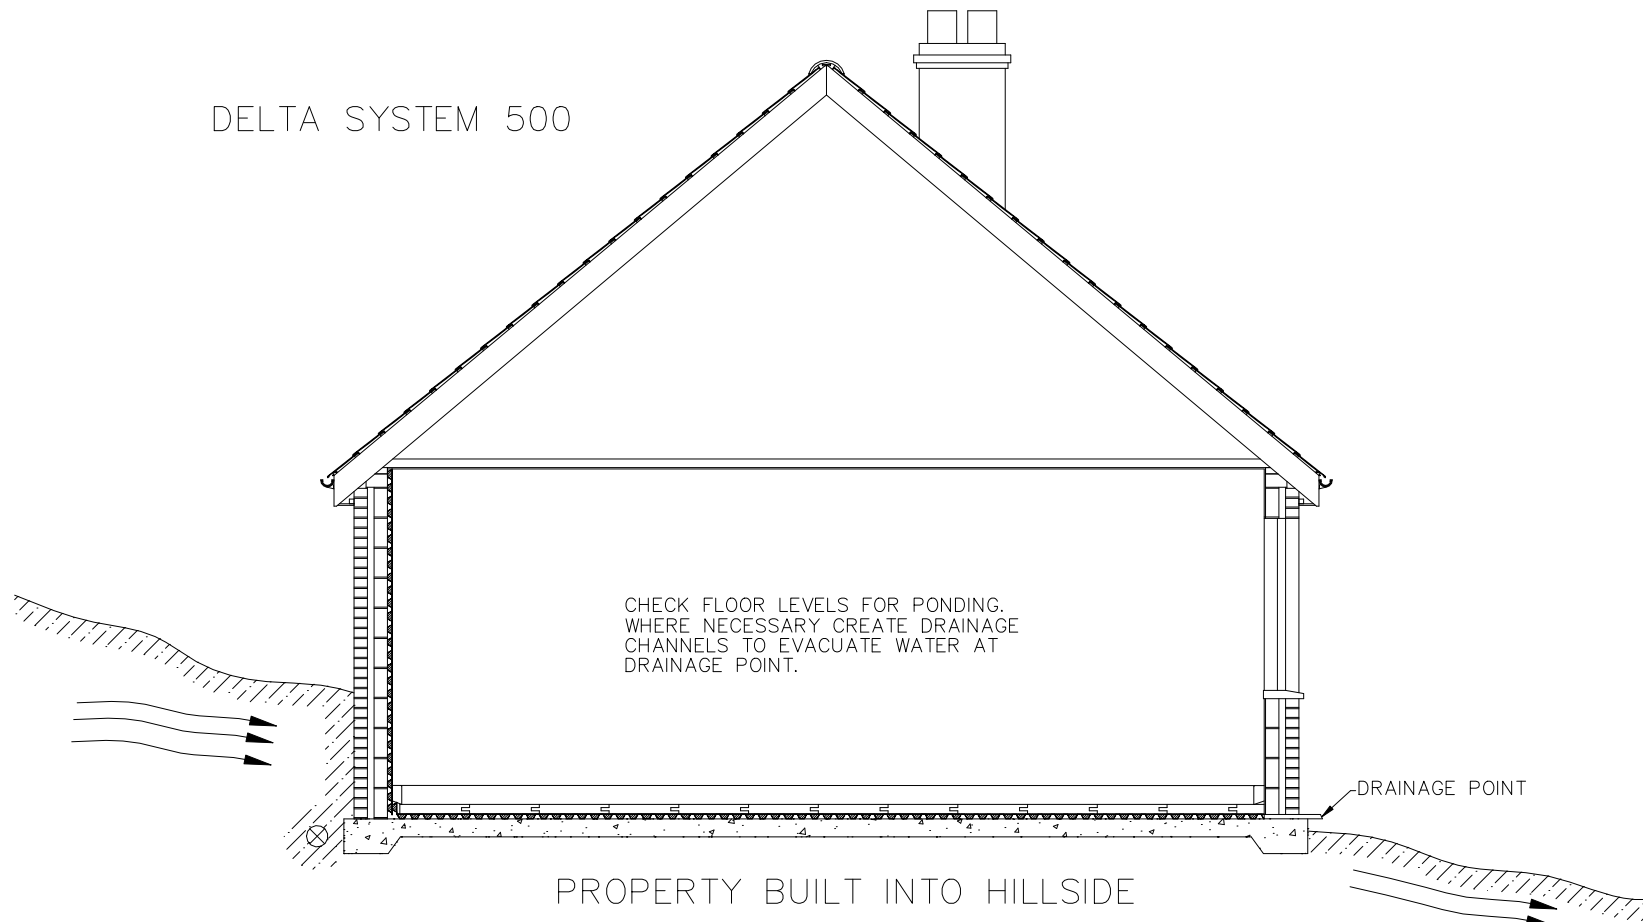 DELTA SYSTEM 500
CHECK FLOOR LEVELS FOR PONDING.
WHERE NECESSARY CREATE DRAINAGE
CHANNELS TO EVACUATE WATER AT
DRAINAGE POINT.
DRAINAGE POINT
PROPERTY BUILT INTO HILLSIDE